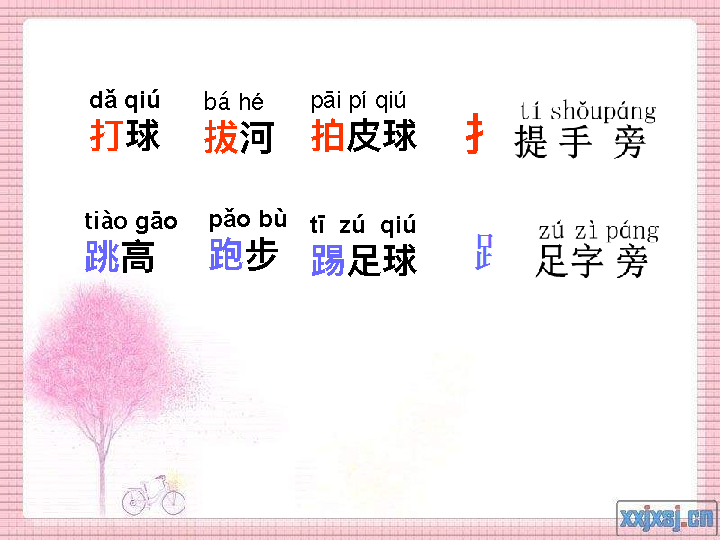 dǎ qiú bá hé pāi pí qiú tí shǒupáng
打球 拔河 拍皮球 扌 提手旁
tiào gāo pǎo bù tī zú qiú zú zì páng
跳高 跑步 踢足球 𧾷 足字旁
xxjxsj.cn